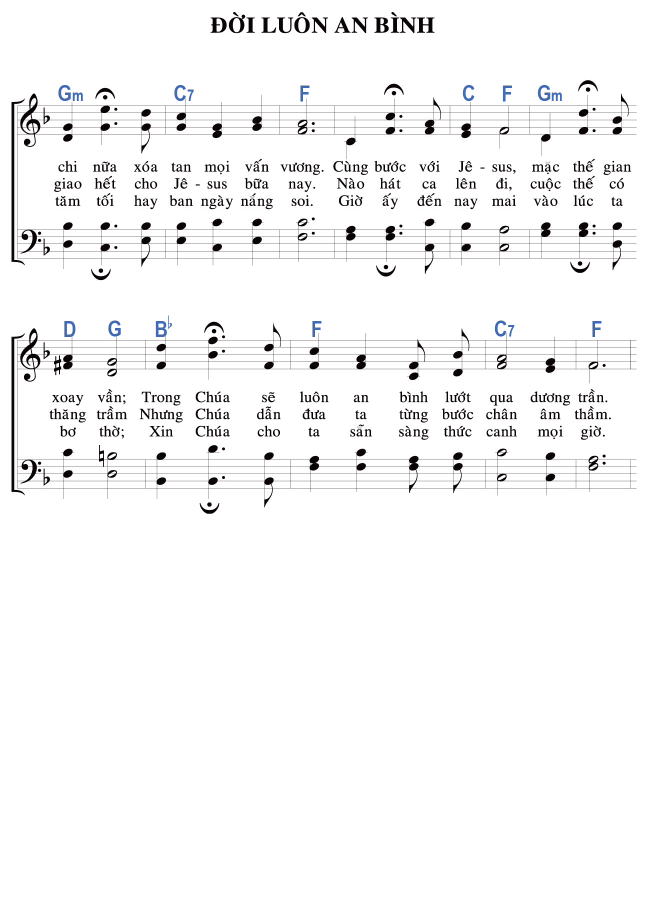 ĐỜI LUÔN AN BÌNH
Gm C7 F C F Gm
chi nữa xóa tan mọi vấn vương. Cùng bước với Jê - sus, mặc thế gian
giao hết cho Jê - sus bữa nay. Nào hát ca lên đi, cuộc thế có
tăm tối hay ban ngày nắng soi. Giờ ấy đến nay mai vào lúc ta
D G B♭ F C7 F
xoay vần; Trong Chúa sẽ luôn an bình lướt qua dương trần.
thăng trầm Nhưng Chúa dẫn đưa ta từng bước chân âm thầm.
bơ thờ; Xin Chúa cho ta sẵn sàng thức canh mọi giờ.